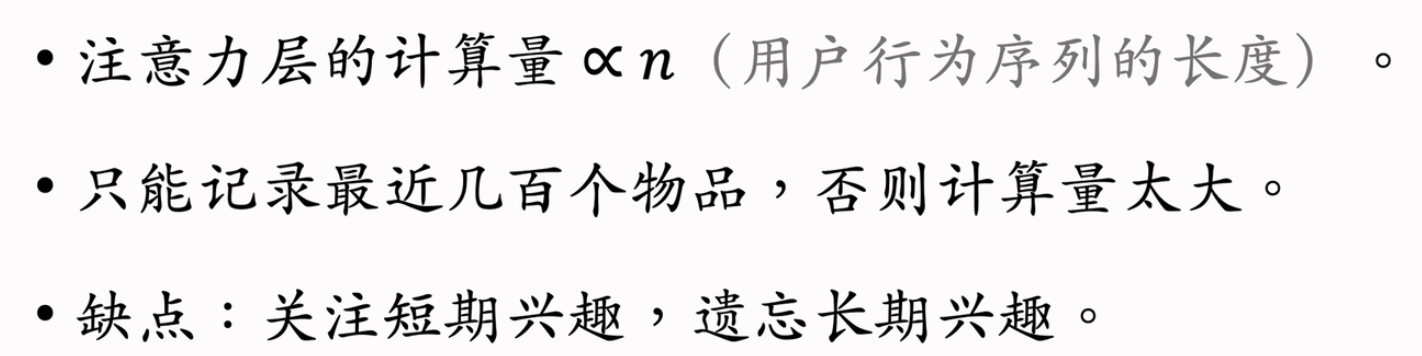 • 注意力层的计算量 ∝ n（用户行为序列的长度）。
• 只能记录最近几百个物品，否则计算量太大。
• 缺点：关注短期兴趣，遗忘长期兴趣。